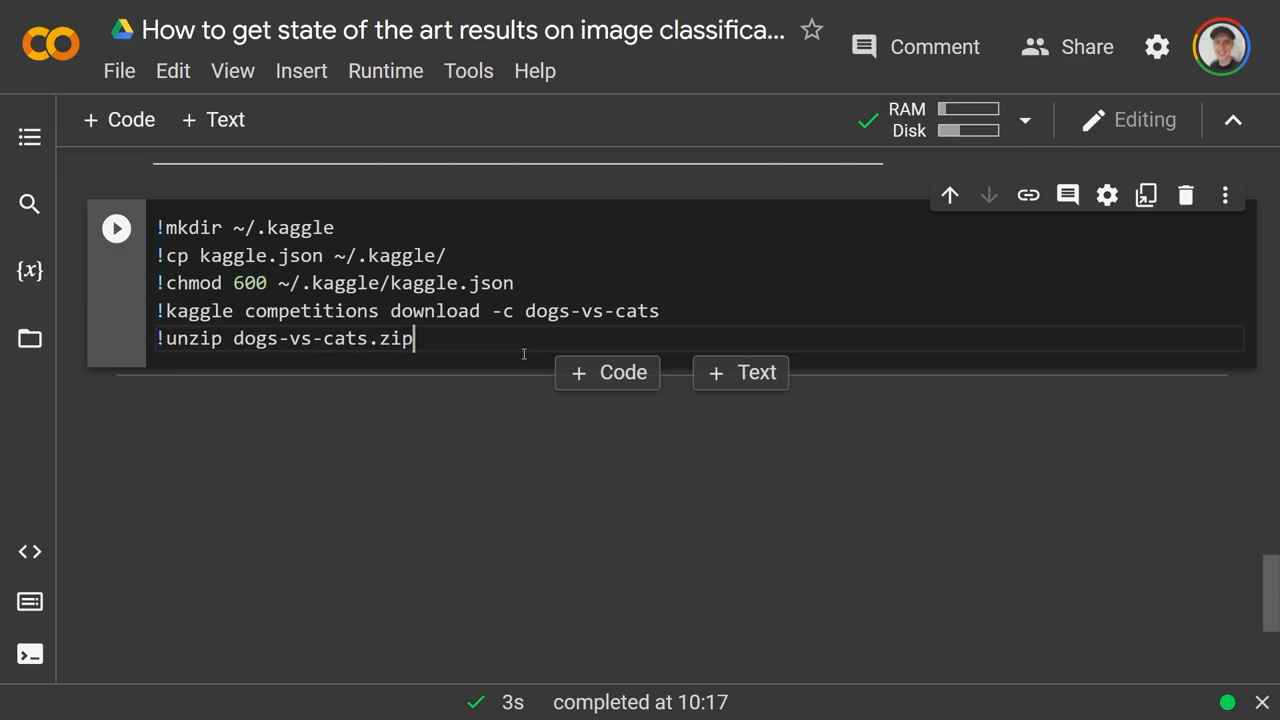 How to get state of the art results on image classifica...
Comment
Share
File Edit View Insert Runtime Tools Help
+ Code + Text
RAM
Disk
Editing
!mkdir ~/.kaggle
!cp kaggle.json ~/.kaggle/
!chmod 600 ~/.kaggle/kaggle.json
!kaggle competitions download -c dogs-vs-cats
!unzip dogs-vs-cats.zip
+ Code + Text
{x}
3s completed at 10:17